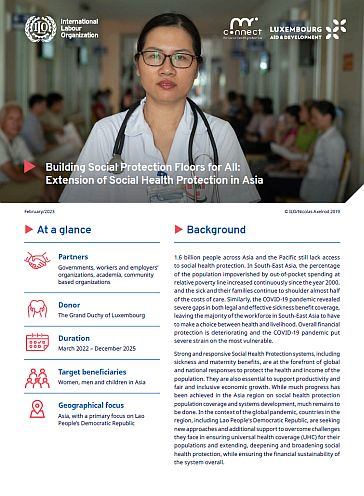 International
Labour
Organization
connect
LUXEMBOURG
AID & DEVELOPMENT
Building Social Protection Floors for All:
Extension of Social Health Protection in Asia
February/2023
© ILO/Nicolas Axelrod 2019
At a glance
Partners
Governments, workers and employers'
organizations, academia, community
based organizations
Donor
The Grand Duchy of Luxembourg
Duration
March 2022 – December 2025
Target beneficiaries
Women, men and children in Asia
Geographical focus
Asia, with a primary focus on Lao
People's Democratic Republic
Background
1.6 billion people across Asia and the Pacific still lack access
to social health protection. In South-East Asia, the percentage
of the population impoverished by out-of-pocket spending at
relative poverty line increased continuously since the year 2000,
and the sick and their families continue to shoulder almost half
of the costs of care. Similarly, the COVID-19 pandemic revealed
severe gaps in both legal and effective sickness benefit coverage,
leaving the majority of the workforce in South-East Asia to have
to make a choice between health and livelihood. Overall financial
protection is deteriorating and the COVID-19 pandemic put
severe strain on the most vulnerable.
Strong and responsive Social Health Protection systems, including
sickness and maternity benefits, are at the forefront of global
and national responses to protect the health and income of the
population. They are also essential to support productivity and
fair and inclusive economic growth. While much progress has
been achieved in the Asia region on social health protection
population coverage and systems development, much remains to
be done. In the context of the global pandemic, countries in the
region, including Lao People's Democratic Republic, are seeking
new approaches and additional support to overcome challenges
they face in ensuring universal health coverage (UHC) for their
populations and extending, deepening and broadening social
health protection, while ensuring the financial sustainability of
the system overall.